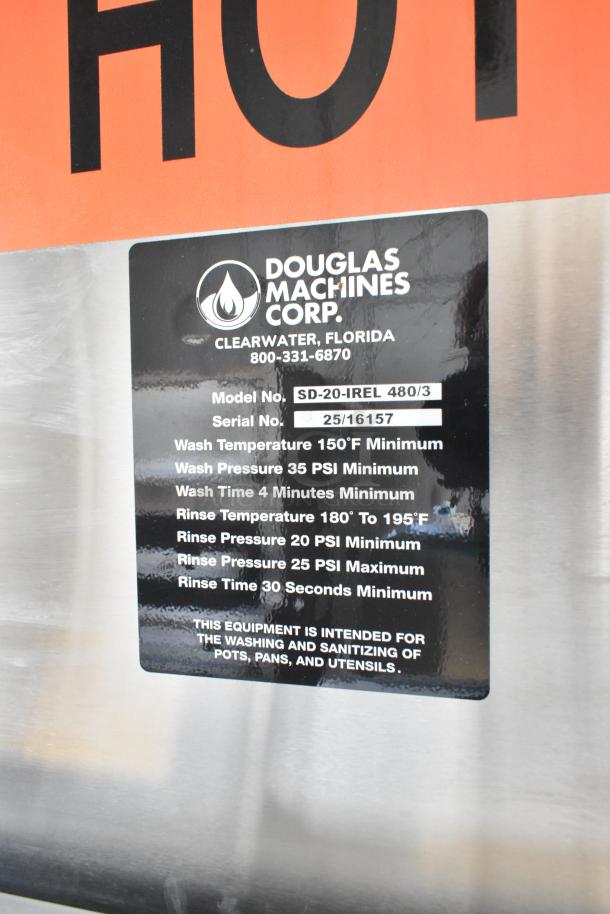 HOT
DOUGLAS
MACHINES
CORP.
CLEARWATER, FLORIDA
800-331-6870
Model No. SD-20-IREL 480/3
Serial No. 25/16157
Wash Temperature 150°F Minimum
Wash Pressure 35 PSI Minimum
Wash Time 4 Minutes Minimum
Rinse Temperature 180° To 195°F
Rinse Pressure 20 PSI Minimum
Rinse Pressure 25 PSI Maximum
Rinse Time 30 Seconds Minimum
THIS EQUIPMENT IS INTENDED FOR
THE WASHING AND SANITIZING OF
POTS, PANS, AND UTENSILS.